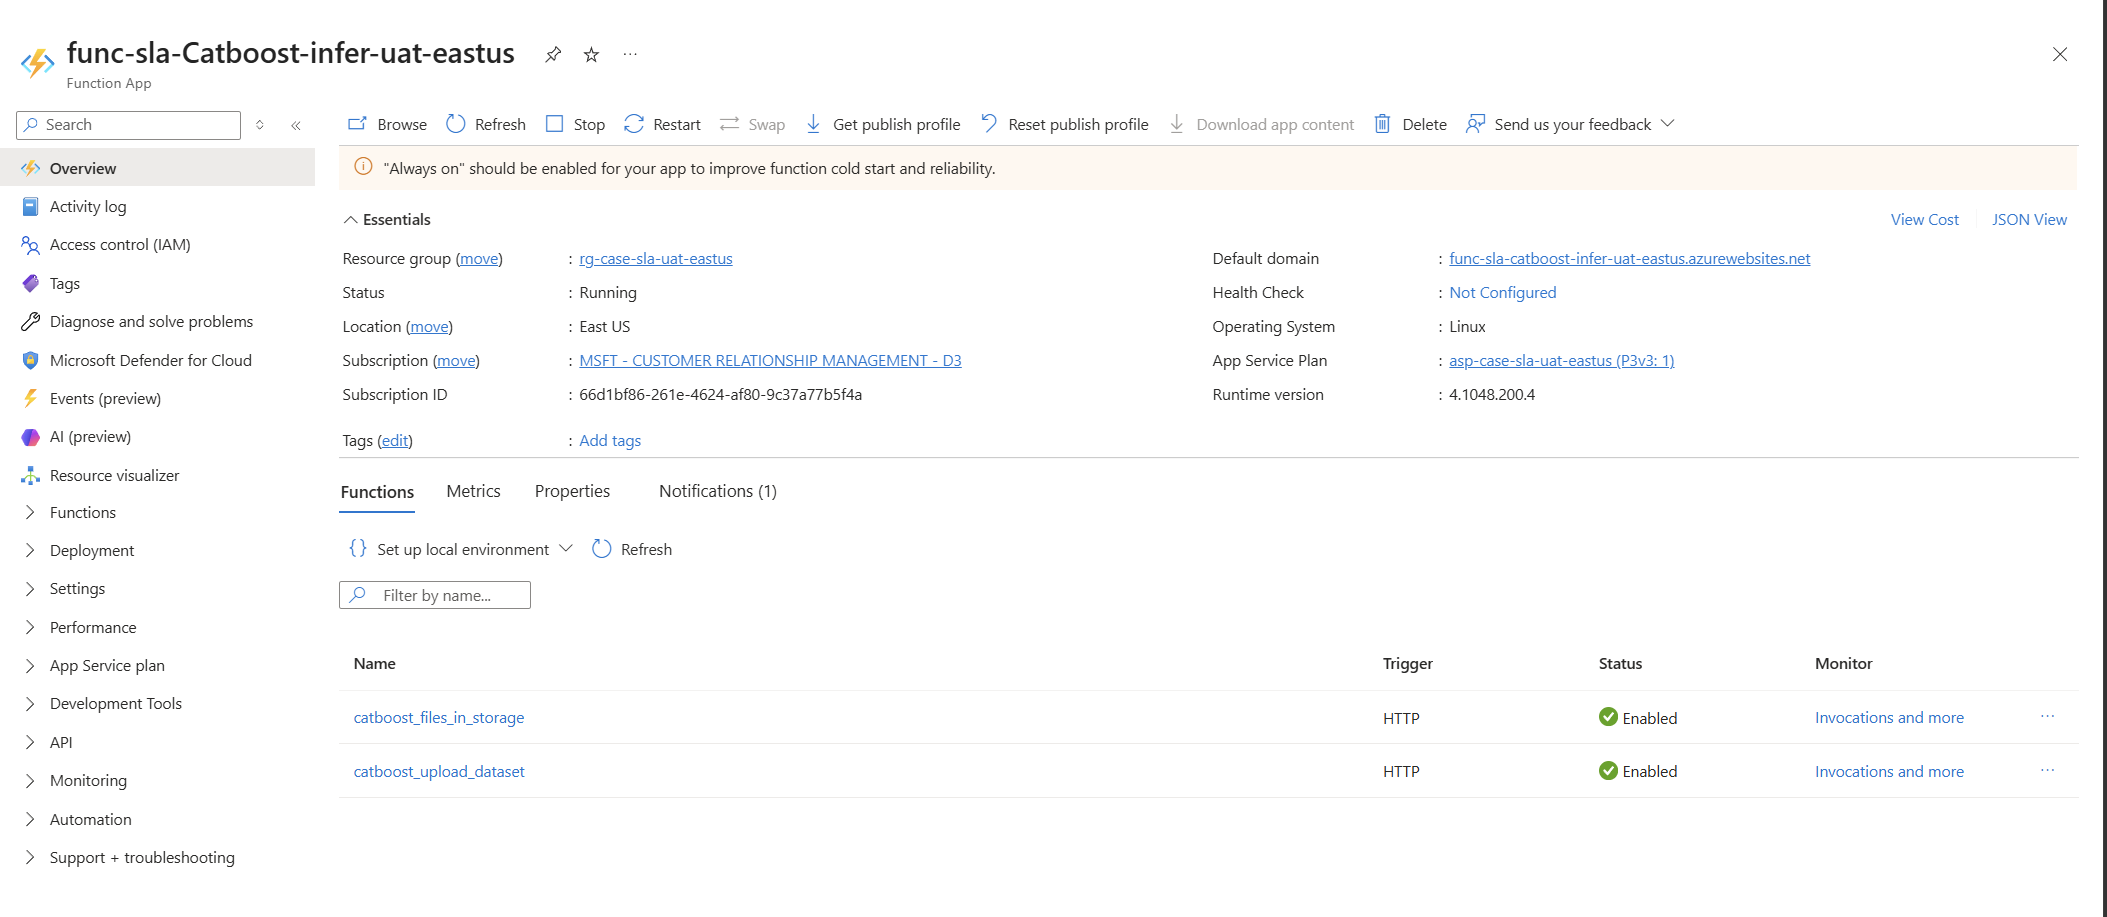 func-sla-Catboost-infer-uat-eastus
Function App
Search
Overview
Activity log
Access control (IAM)
Tags
Diagnose and solve problems
Microsoft Defender for Cloud
Events (preview)
AI (preview)
Resource visualizer
Functions
Deployment
Settings
Performance
App Service plan
Development Tools
API
Monitoring
Automation
Support + troubleshooting
Browse Refresh Stop Restart Swap Get publish profile Reset publish profile Download app content Delete Send us your feedback
"Always on" should be enabled for your app to improve function cold start and reliability.
Essentials View Cost JSON View
Resource group (move) : rg-case-sla-uat-eastus
Status : Running
Location (move) : East US
Subscription (move) : MSFT - CUSTOMER RELATIONSHIP MANAGEMENT - D3
Subscription ID : 66d1bf86-261e-4624-af80-9c37a77b5f4a
Tags (edit) : Add tags
Default domain : func-sla-catboost-infer-uat-eastus.azurewebsites.net
Health Check : Not Configured
Operating System : Linux
App Service Plan : asp-case-sla-uat-eastus (P3v3: 1)
Runtime version : 4.1048.200.4
Functions Metrics Properties Notifications (1)
Set up local environment Refresh
Filter by name...
Name Trigger Status Monitor
catboost_files_in_storage HTTP Enabled Invocations and more
catboost_upload_dataset HTTP Enabled Invocations and more